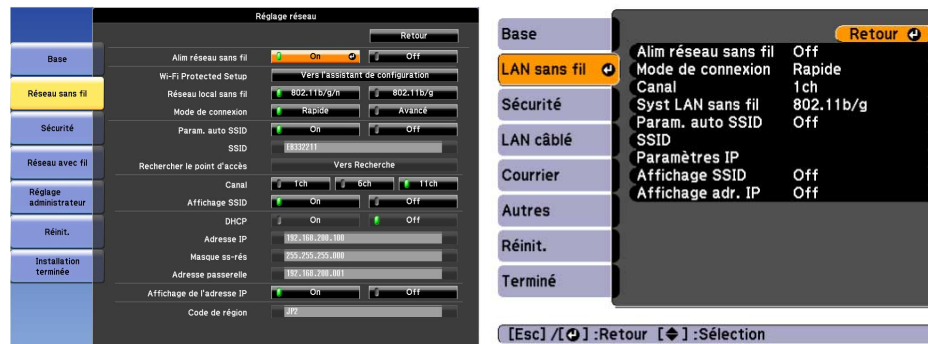 Réglage réseau
Retour
Base
Réseau sans fil
Sécurité
Réseau avec fil
Réglage
administrateur
Réinit.
Installation
terminée
Alim réseau sans fil On Off
Wi-Fi Protected Setup Vers l'assistant de configuration
Réseau local sans fil 802.11b/g/n 802.11b/g
Mode de connexion Rapide Avancé
Param. auto SSID On Off
SSID EB332211
Rechercher le point d'accès Vers Recherche
Canal 1ch 6ch 11ch
Affichage SSID On Off
DHCP On Off
Adresse IP 192.168.200.100
Masque ss-rés 255.255.255.000
Adresse passerelle 192.168.200.001
Affichage de l'adresse IP On Off
Code de région JP2
Base
LAN sans fil
Sécurité
LAN câblé
Courrier
Autres
Réinit.
Terminé
Retour
Alim réseau sans fil Off
Mode de connexion Rapide
Canal 1ch
Syst LAN sans fil 802.11b/g
Param. auto SSID Off
SSID
Paramètres IP
Affichage SSID Off
Affichage adr. IP Off
[Esc] /[ ] :Retour [ ] :Sélection